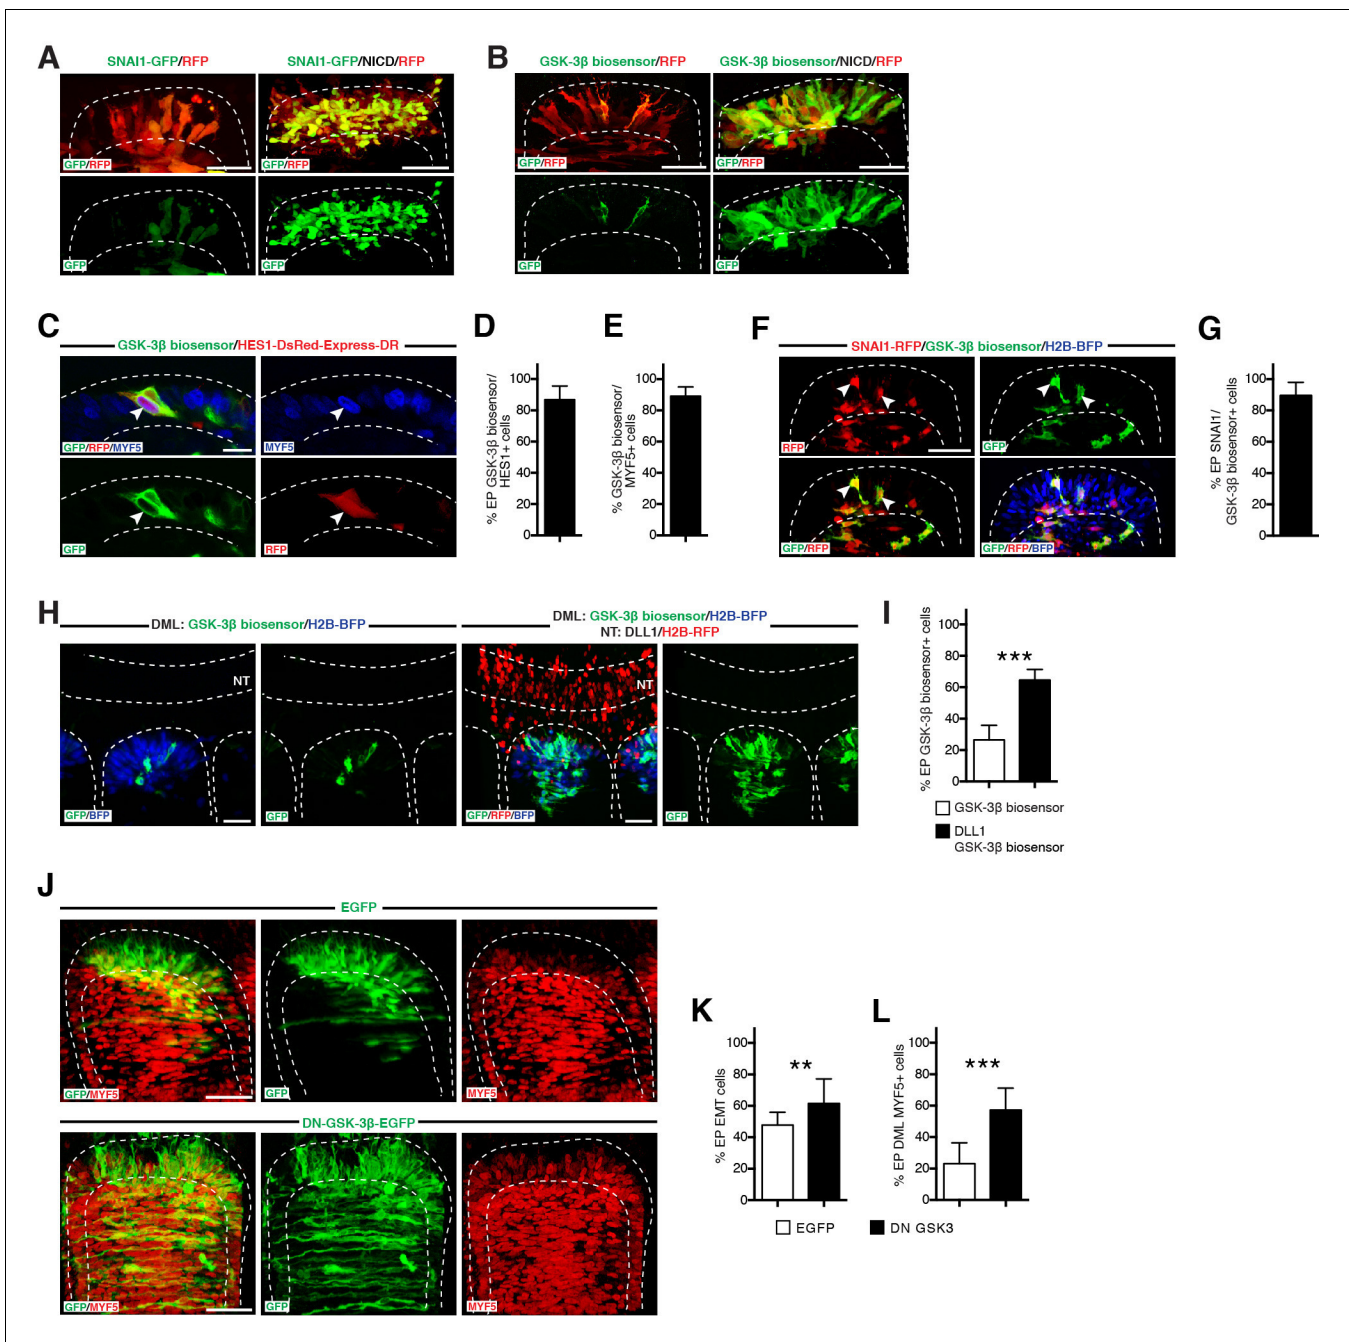 A
SNAI1-GFP/RFP
SNAI1-GFP/NICD/RFP
GFP/RFP
GFP/RFP
GFP
GFP
B
GSK-3β biosensor/RFP
GSK-3β biosensor/NICD/RFP
GFP/RFP
GFP/RFP
GFP
GFP
C
GSK-3β biosensor/HES1-DsRed-Express-DR
GFP/RFP/MYF5
MYF5
GFP
RFP
D
% EP GSK-3β biosensor/
HES1+ cells
100
80
60
40
20
0
E
% GSK-3β biosensor/
MYF5+ cells
100
80
60
40
20
0
F
SNAI1-RFP/GSK-3β biosensor/H2B-BFP
RFP
GFP
GFP/RFP
GFP/RFP/BFP
G
% EP SNAI1/
GSK-3β biosensor+ cells
100
80
60
40
20
0
H
DML: GSK-3β biosensor/H2B-BFP
DML: GSK-3β biosensor/H2B-BFP
NT: DLL1/H2B-RFP
NT
NT
GFP/BFP
GFP
GFP/RFP/BFP
GFP
I
% EP GSK-3β biosensor+ cells
100
80
60
40
20
0
***
GSK-3β biosensor
DLL1
GSK-3β biosensor
J
EGFP
GFP/MYF5
GFP
MYF5
DN-GSK-3β-EGFP
GFP/MYF5
GFP
MYF5
K
% EP EMT cells
100
80
60
40
20
0
**
L
% EP DML MYF5+ cells
100
80
60
40
20
0
***
EGFP
DN GSK3